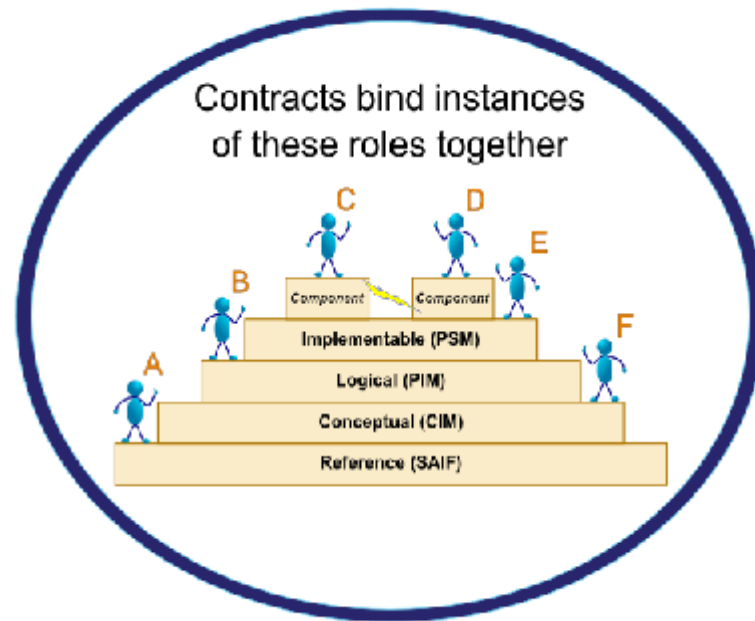 Contracts bind instances
of these roles together
C
D
E
B
Component
Component
F
Implementable (PSM)
A
Logical (PIM)
Conceptual (CIM)
Reference (SAIF)